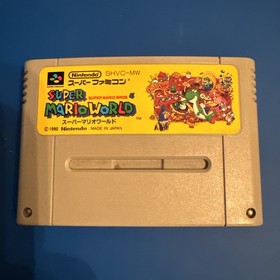 Nintendo SHVC-MW
スーパーファミコン
SUPER MARIO BROS. 4
SUPER
MARIO WORLD
TM
スーパーマリオワールド
© 1990 Nintendo MADE IN JAPAN